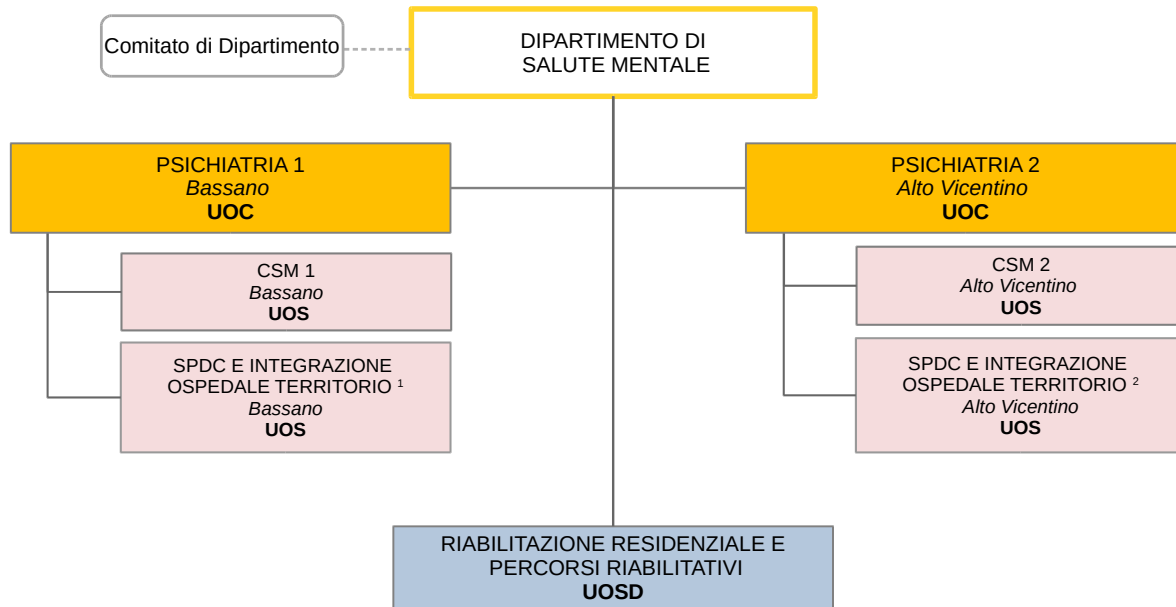 Comitato di Dipartimento
DIPARTIMENTO DI
SALUTE MENTALE
PSICHIATRIA 1
Bassano
UOC
PSICHIATRIA 2
Alto Vicentino
UOC
CSM 1
Bassano
UOS
SPDC E INTEGRAZIONE
OSPEDALE TERRITORIO ¹
Bassano
UOS
CSM 2
Alto Vicentino
UOS
SPDC E INTEGRAZIONE
OSPEDALE TERRITORIO ²
Alto Vicentino
UOS
RIABILITAZIONE RESIDENZIALE E
PERCORSI RIABILITATIVI
UOSD